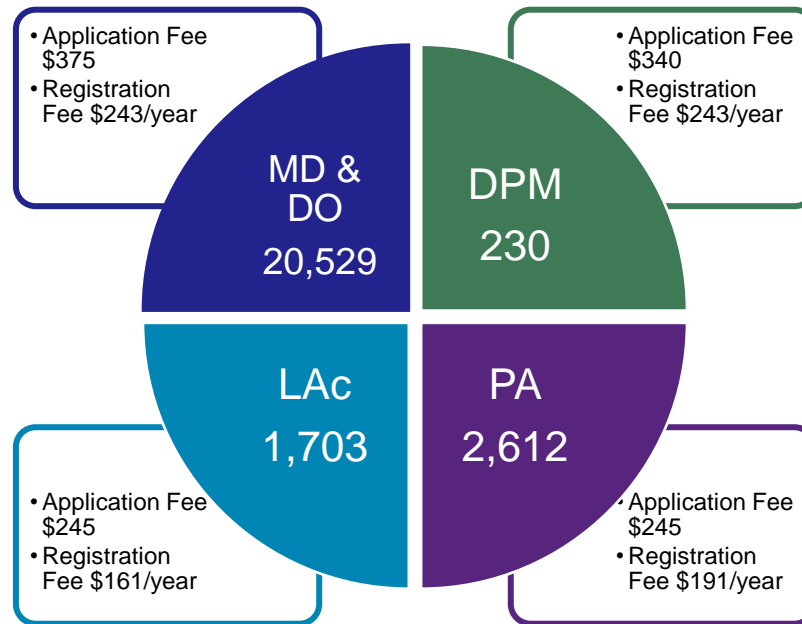 • Application Fee
$375
• Registration
Fee $243/year
• Application Fee
$340
• Registration
Fee $243/year
MD &
DO
20,529
DPM
230
LAc
1,703
PA
2,612
• Application Fee
$245
• Registration
Fee $161/year
• Application Fee
$245
• Registration
Fee $191/year